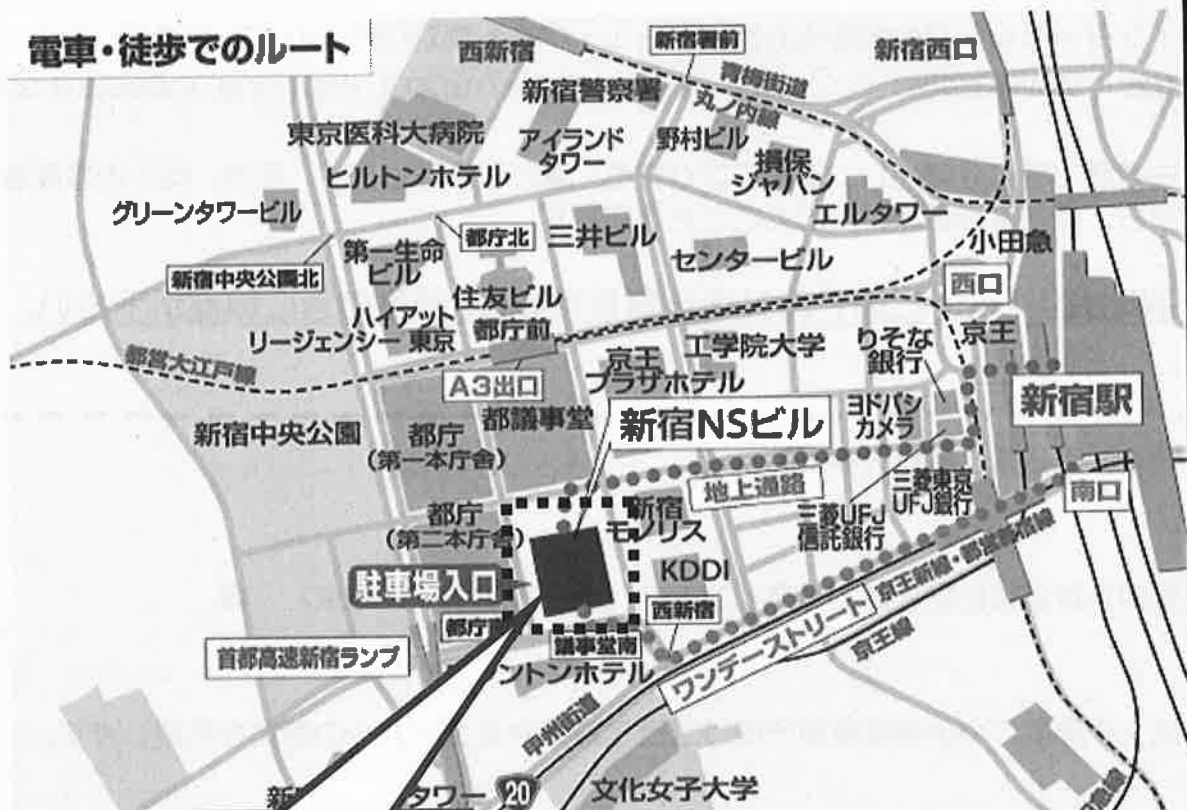 電車・徒歩でのルート
西新宿
新宿署前
新宿西口
青梅街道
丸ノ内線
新宿警察署
東京医科大病院
アイランド
タワー
野村ビル
損保
ジャパン
ヒルトンホテル
グリーンタワービル
エルタワー
都庁北
三井ビル
小田急
第一生命
ビル
新宿中央公園北
センタービル
西口
住友ビル
ハイアット
リージェンシー 東京
都庁前
京王
プラザホテル
工学院大学
りそな
銀行
京王
都営大江戸線
A3出口
都議事堂
ヨドバシ
カメラ
新宿駅
新宿中央公園
都庁
(第一本庁舎)
新宿NSビル
地上通路
三菱東京
UFJ銀行
南口
三菱UFJ
信託銀行
都庁
(第二本庁舎)
新宿
モノリス
KDDI
京王新線・都営新宿線
駐車場入口
西新宿
都庁
議事堂南
首都高速新宿ランプ
ントンホテル
ワンデーストリート
京王線
甲州街道
タワー
20
文化女子大学